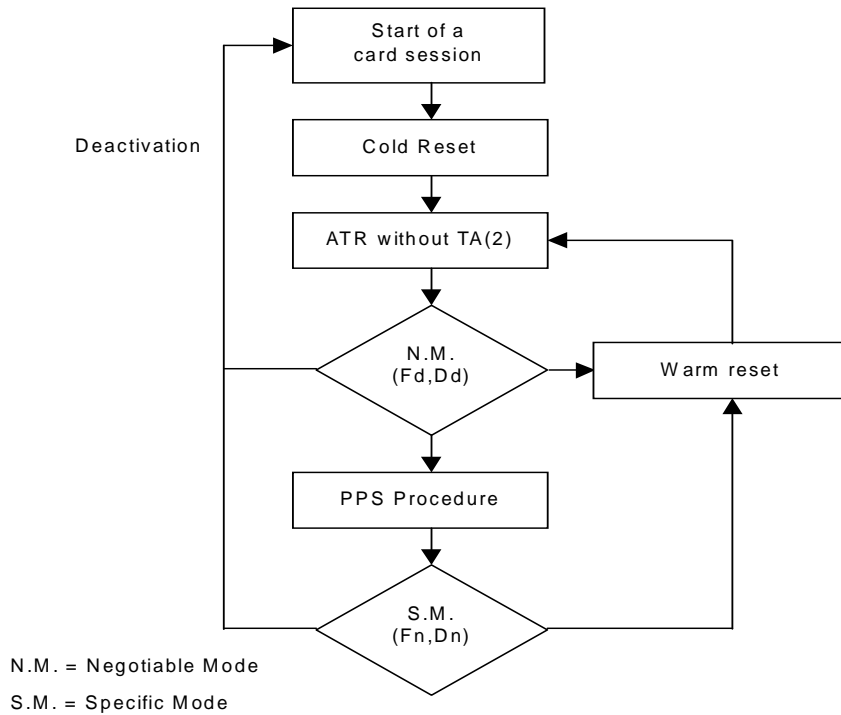 Start of a
card session
Deactivation
Cold Reset
ATR without TA(2)
N.M.
(Fd,Dd)
Warm reset
PPS Procedure
S.M.
(Fn,Dn)
N.M. = Negotiable Mode
S.M. = Specific Mode